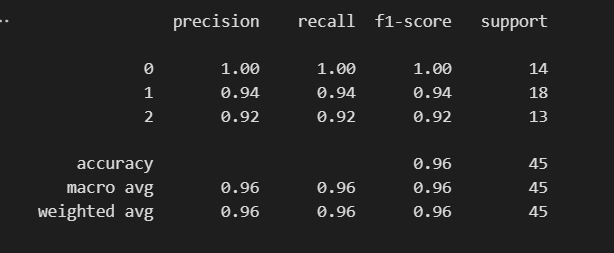 precision recall f1-score support
0 1.00 1.00 1.00 14
1 0.94 0.94 0.94 18
2 0.92 0.92 0.92 13
accuracy 0.96 45
macro avg 0.96 0.96 0.96 45
weighted avg 0.96 0.96 0.96 45